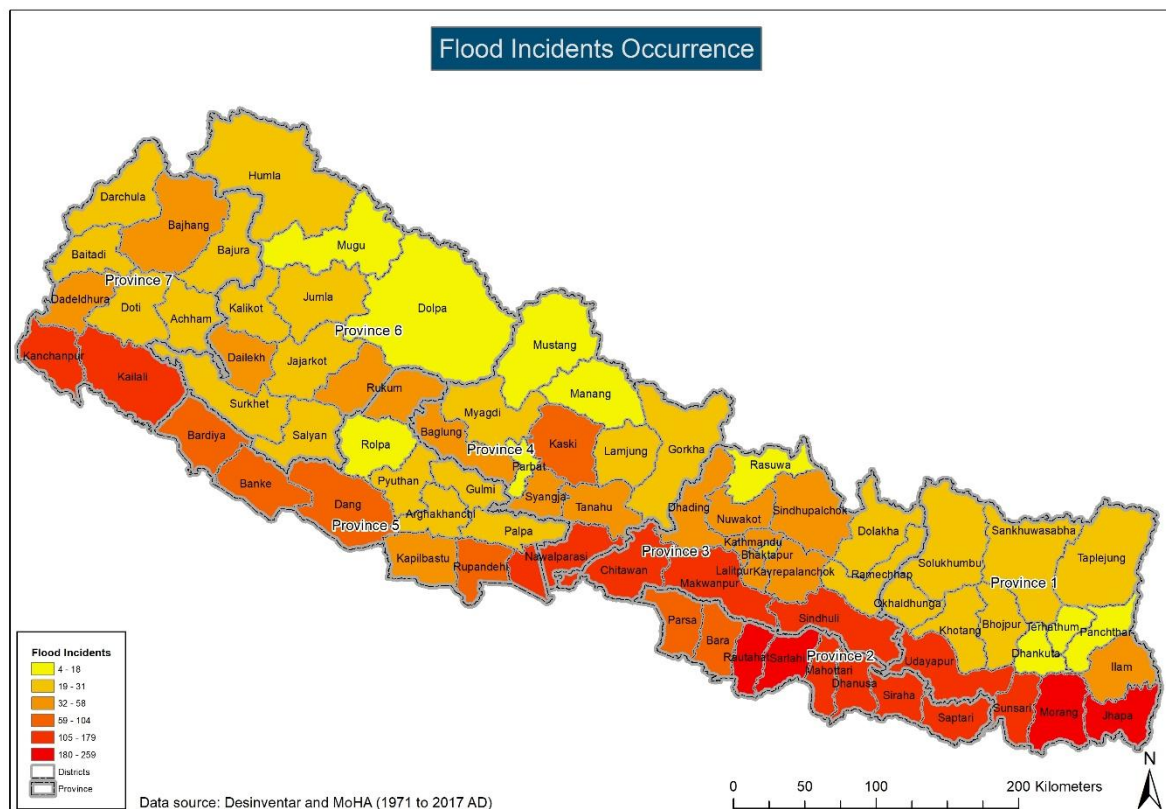 Flood Incidents Occurrence
Humla
Darchula
Bajhang
Mugu
Bajura
Baitadi
Province 7
Dadeldhura
Doti
Achham
Kalikot
Jumla
Dolpa
Province 6
Mustang
Kanchanpur
Kailali
Dailekh
Jajarkot
Rukum
Manang
Surkhet
Myagdi
Bardiya
Salyan
Rolpa
Baglung
Province 4
Kaski
Lamjung
Gorkha
Parbat
Rasuwa
Banke
Pyuthan
Gulmi
Syangja
Tanahu
Dhading
Nuwakot
Sindhupalchok
Dang
Province 5
Arghakhanchi
Palpa
Dolakha
Sankhuwasabha
Taplejung
Kapilbastu
Rupandehi
Nawalparasi
Chitawan
Province 3
Kathmandu
Bhaktapur
Lalitpur
Kavrepalanchok
Makwanpur
Ramechhap
Solukhumbu
Province 1
Okhaldhunga
Khotang
Bhojpur
Terhathum
Panchthar
Dhankuta
Sindhuli
Parsa
Bara
Rautahat
Sarlahi
Province 2
Mahottari
Dhanusa
Siraha
Udayapur
Saptari
Sunsari
Morang
Ilam
Jhapa
Flood Incidents
4 - 18
19 - 31
32 - 58
59 - 104
105 - 179
180 - 259
Districts
Province
Data source: Desinventar and MoHA (1971 to 2017 AD)
0 50 100 200 Kilometers
N